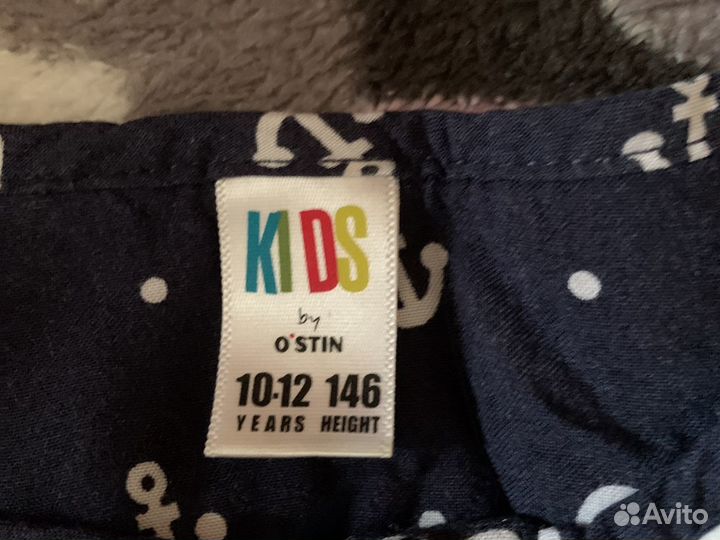 KIDS
by
O'STIN
10-12 146
YEARS HEIGHT
Avito